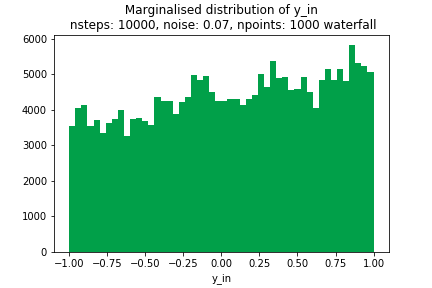 Marginalised distribution of y_in
nsteps: 10000, noise: 0.07, npoints: 1000 waterfall
6000
5000
4000
3000
2000
1000
0
−1.00 −0.75 −0.50 −0.25 0.00 0.25 0.50 0.75 1.00
y_in